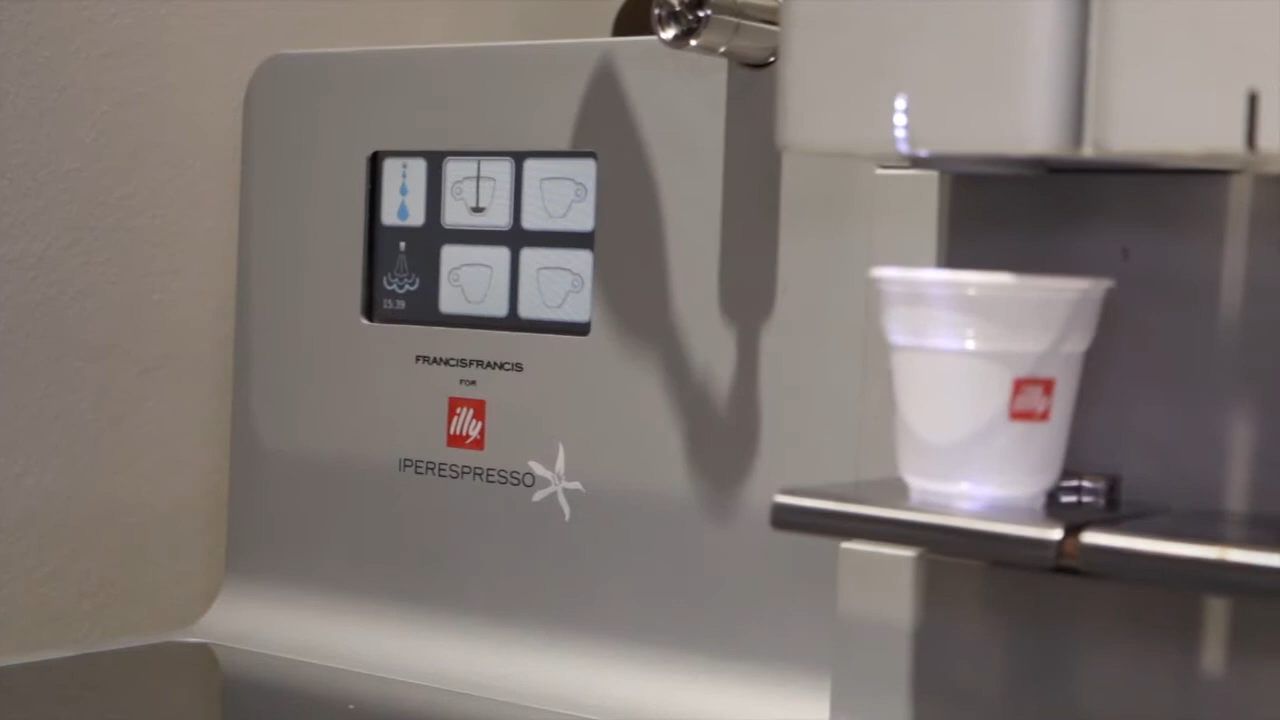 15:39
FRANCISFRANCIS
FOR
illy
IPERESPRESSO
illy